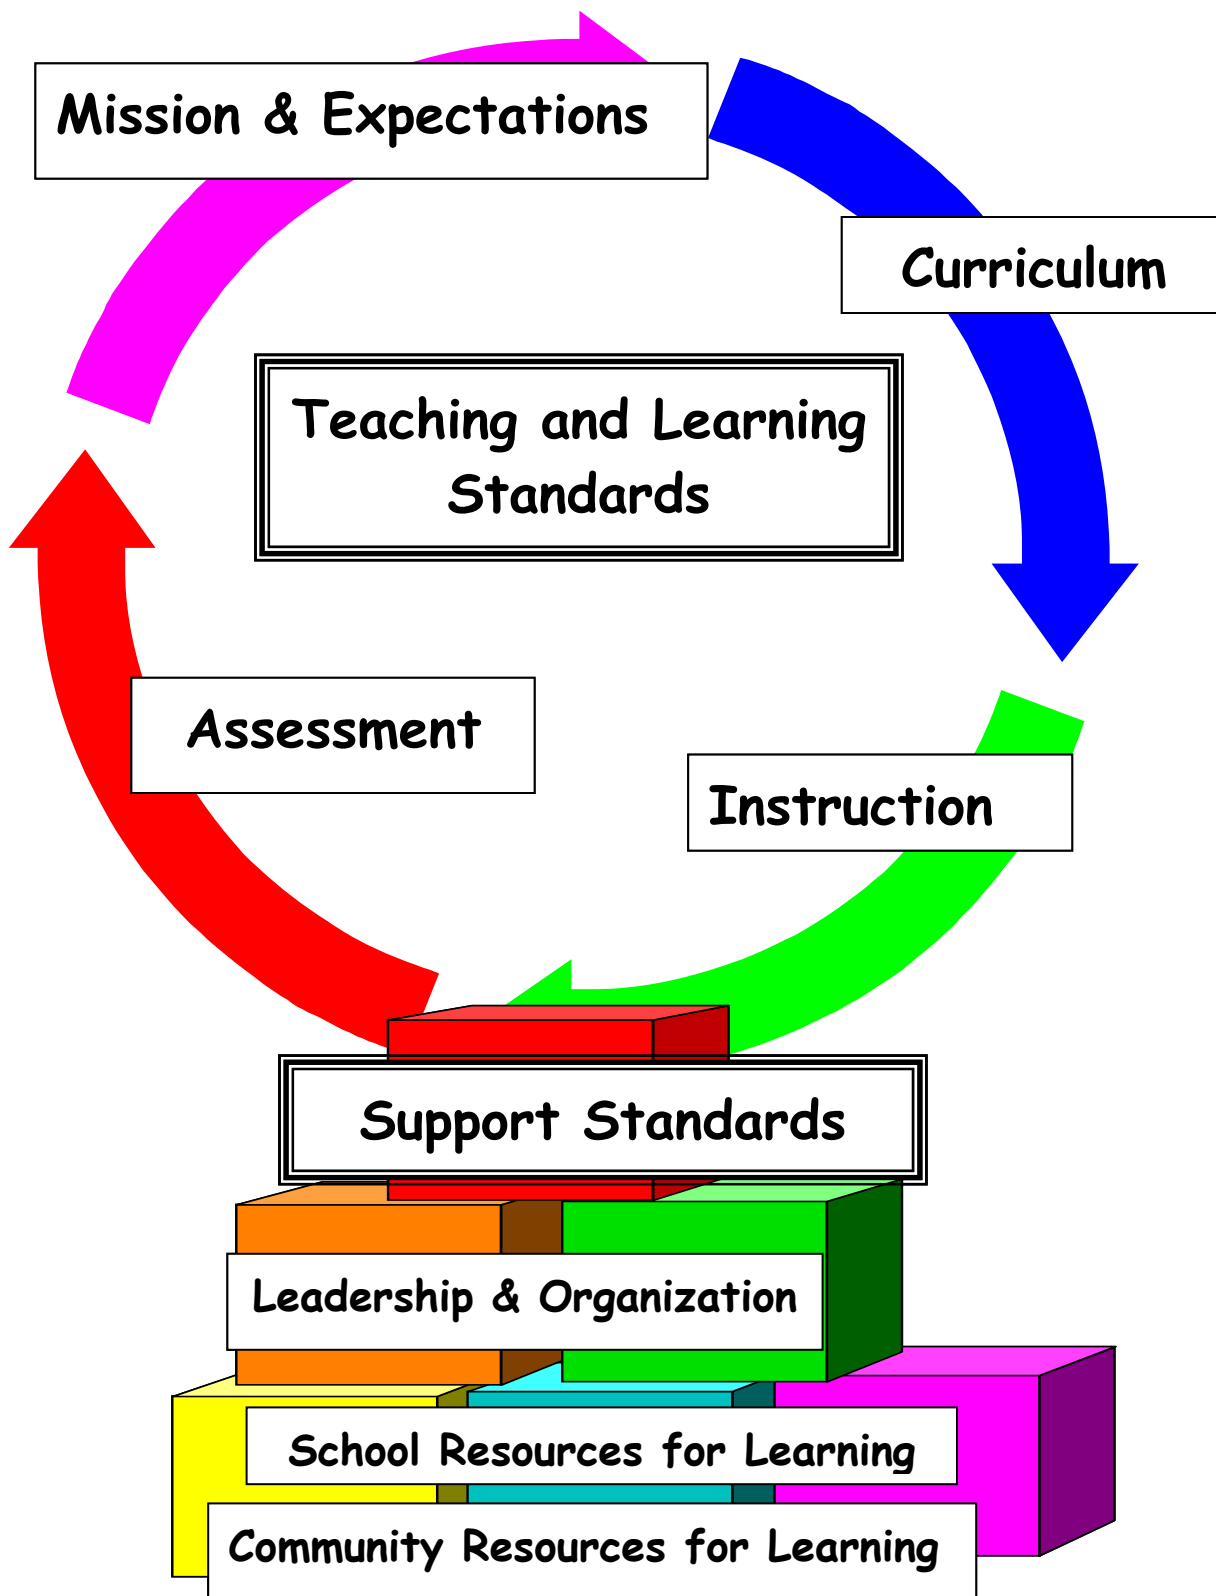 Mission & Expectations
Curriculum
Teaching and Learning
Standards
Assessment
Instruction
Support Standards
Leadership & Organization
School Resources for Learning
Community Resources for Learning